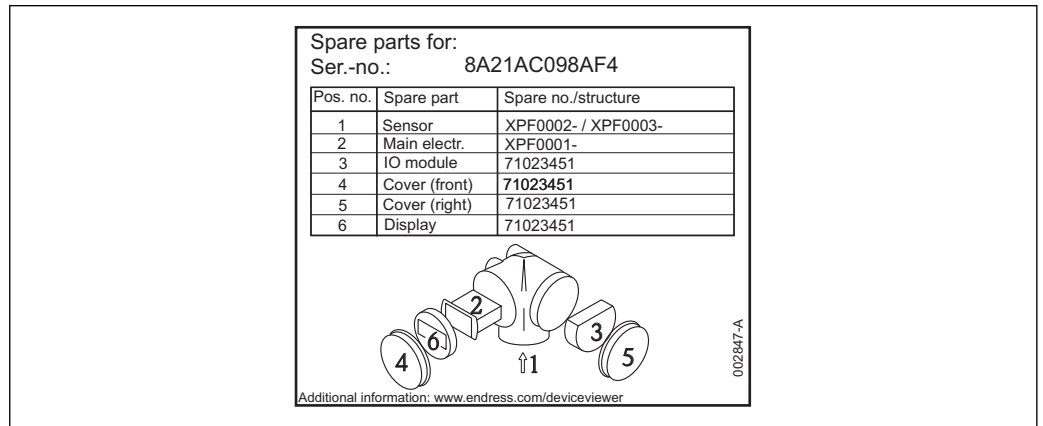 Spare parts for:
Ser.-no.: 8A21AC098AF4
Pos. no. Spare part Spare no./structure
1 Sensor XPF0002- / XPF0003-
2 Main electr. XPF0001-
3 IO module 71023451
4 Cover (front) 71023451
5 Cover (right) 71023451
6 Display 71023451
2
6
3
4
5
1
002847-A
Additional information: www.endress.com/deviceviewer